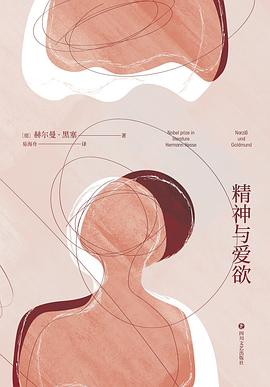 [德] 赫尔曼·黑塞 著
易海舟 译
Nobel prize in
literature
Hermann Hesse
Narziß
und
Goldmund
精神与爱欲
四川文艺出版社